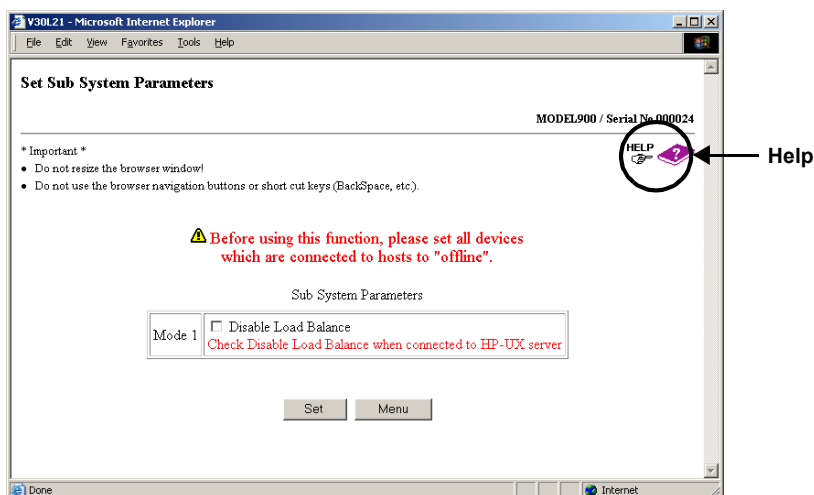 V30L21 - Microsoft Internet Explorer
File Edit View Favorites Tools Help
Set Sub System Parameters
MODEL900 / Serial No.000024
* Important *
HELP
?
Help
• Do not resize the browser window!
• Do not use the browser navigation buttons or short cut keys (BackSpace, etc.).
Before using this function, please set all devices
which are connected to hosts to "offline".
Sub System Parameters
Mode 1
Disable Load Balance
Check Disable Load Balance when connected to HP-UX server
Set Menu
Done Internet